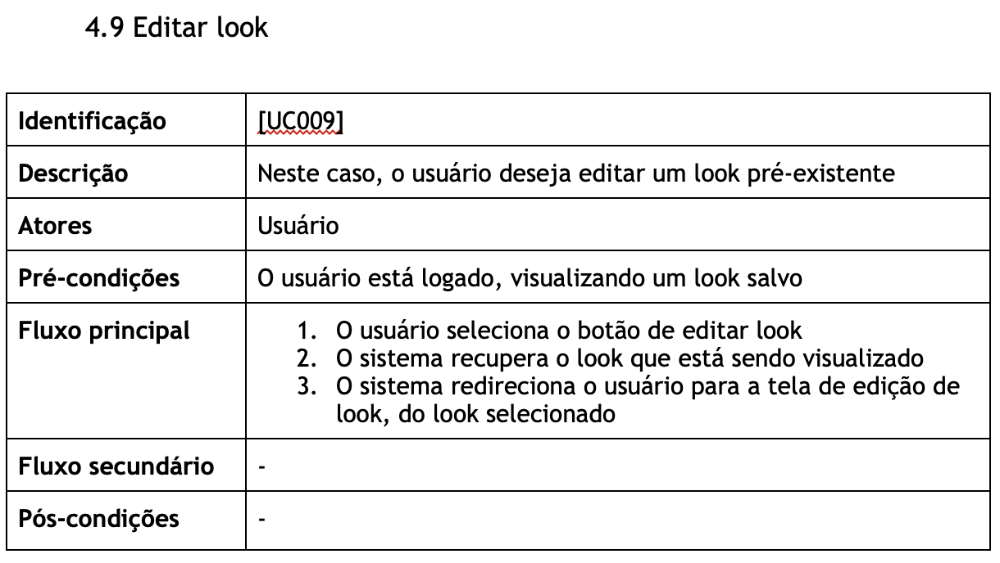 4.9 Editar look
Identificação [UC009]
Descrição Neste caso, o usuário deseja editar um look pré-existente
Atores Usuário
Pré-condições O usuário está logado, visualizando um look salvo
Fluxo principal 1. O usuário seleciona o botão de editar look
2. O sistema recupera o look que está sendo visualizado
3. O sistema redireciona o usuário para a tela de edição de
look, do look selecionado
Fluxo secundário -
Pós-condições -